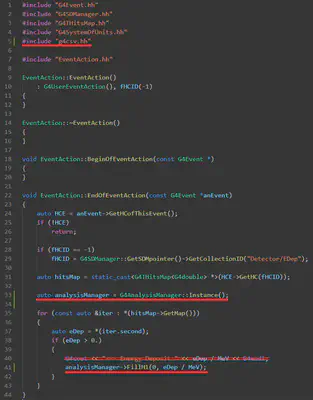 1 #include "G4Event.hh"
2 #include "G4SDManager.hh"
3 #include "G4THitsMap.hh"
4 #include "G4SystemOfUnits.hh"
5 #include "g4csv.hh"
6
7 #include "EventAction.hh"
8
9 EventAction::EventAction()
10 : G4UserEventAction(), fHCID(-1)
11 {
12 }
13
14 EventAction::~EventAction()
15 {
16 }
17
18 void EventAction::BeginOfEventAction(const G4Event *)
19 {
20 }
21
22 void EventAction::EndOfEventAction(const G4Event *anEvent)
23 {
24 auto HCE = anEvent->GetHCofThisEvent();
25 if (!HCE)
26 return;
27
28 if (fHCID == -1)
29 fHCID = G4SDManager::GetSDMpointer()->GetCollectionID("Detector/EDep");
30
31 auto hitsMap = static_cast<G4THitsMap<G4double> *>(HCE->GetHC(fHCID));
32
33 auto analysisManager = G4AnalysisManager::Instance();
34
35 for (const auto &iter : *(hitsMap->GetMap()))
36 {
37 auto eDep = *(iter.second);
38 if (eDep > 0.)
39 {
40 G4cout << "--- Energy Deposit: " << eDep / MeV << G4endl;
41 analysisManager->FillH1(0, eDep / MeV);
42 }
43 }
44 }